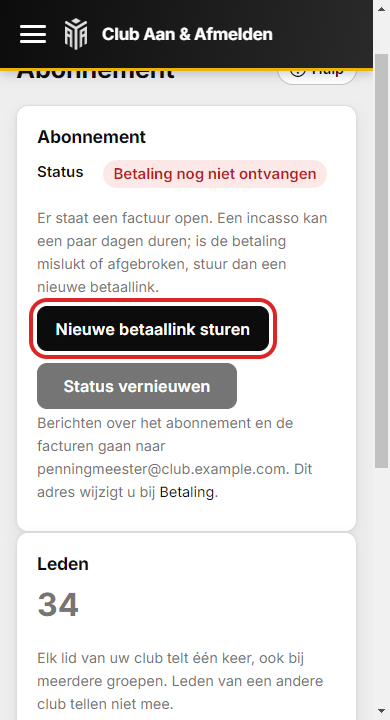 Club Aan & Afmelden
Abonnement
Hulp
Abonnement
Status
Betaling nog niet ontvangen
Er staat een factuur open. Een incasso kan
een paar dagen duren; is de betaling
mislukt of afgebroken, stuur dan een
nieuwe betaallink.
Nieuwe betaallink sturen
Status vernieuwen
Berichten over het abonnement en de
facturen gaan naar
penningmeester@club.example.com. Dit
adres wijzigt u bij Betaling.
Leden
34
Elk lid van uw club telt één keer, ook bij
meerdere groepen. Leden van een andere
club tellen niet mee.